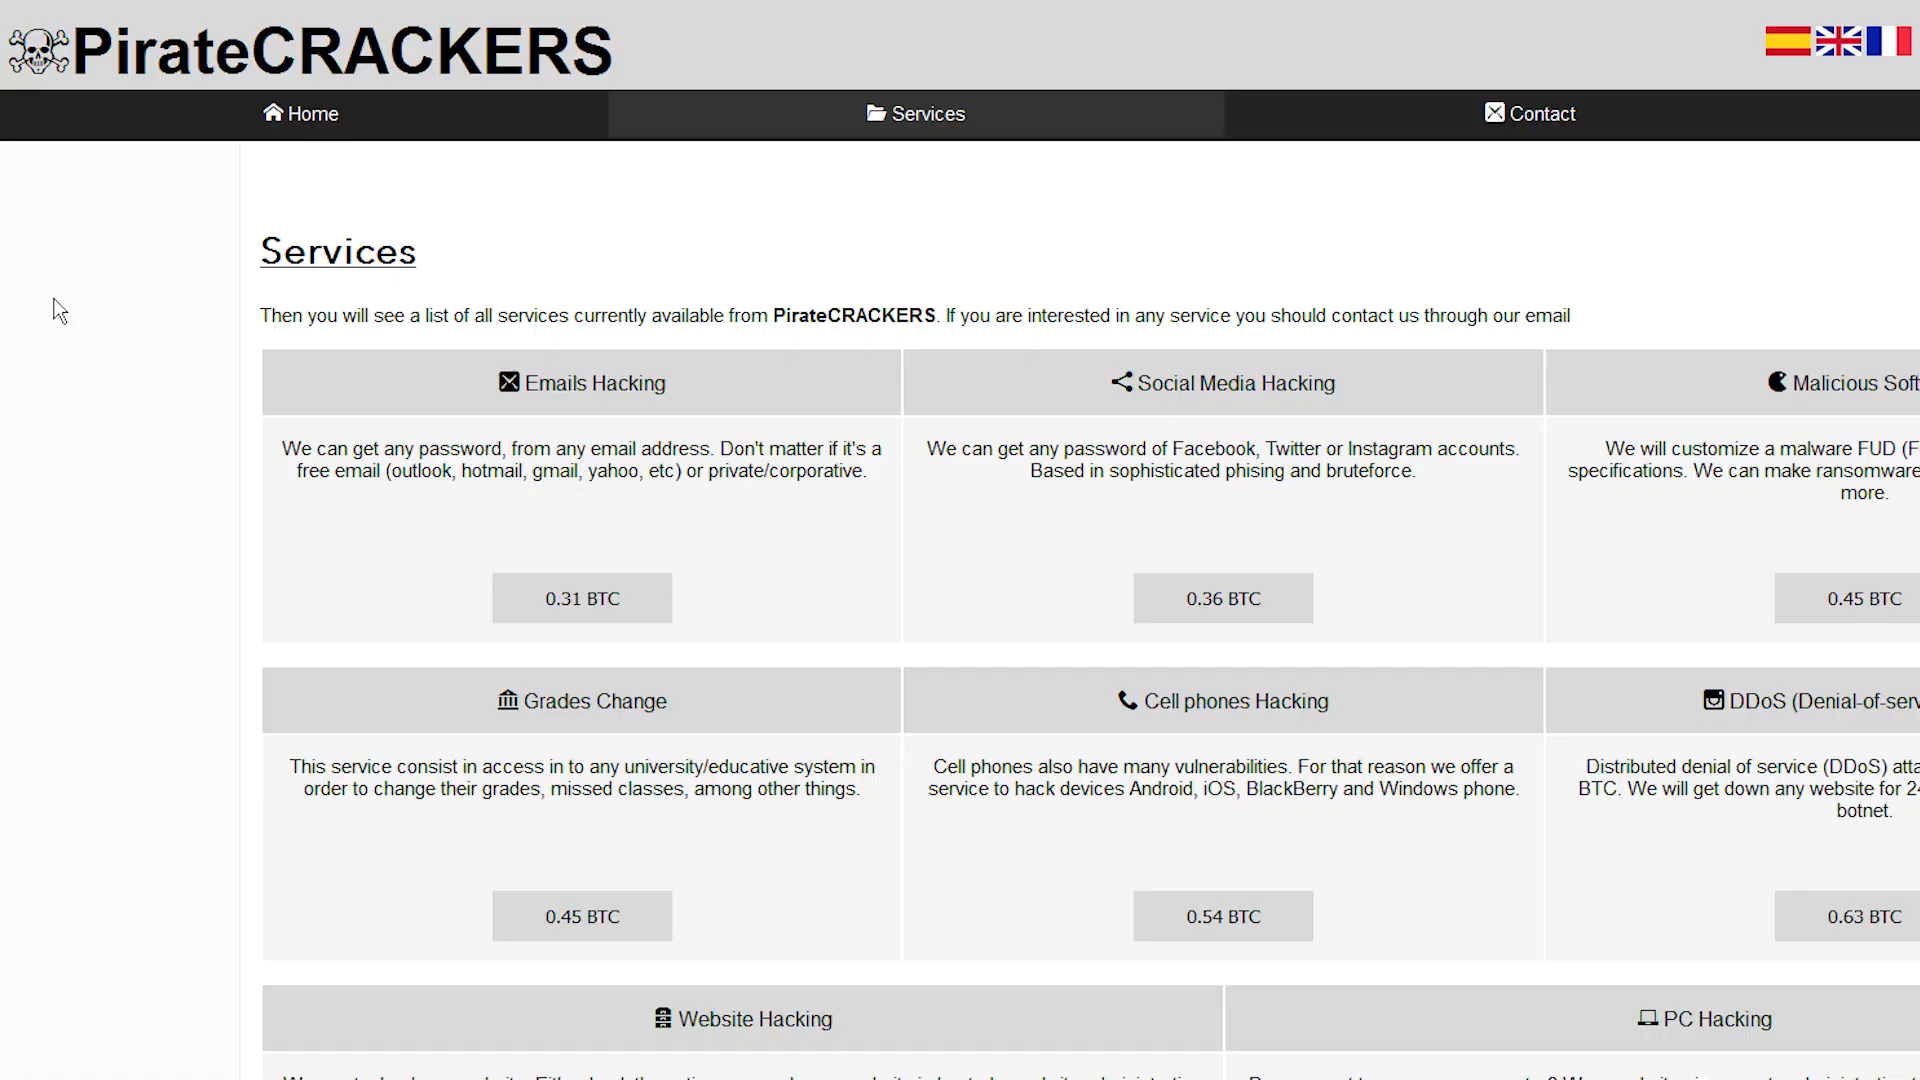 PirateCRACKERS
Home
Services
Contact
Services
Then you will see a list of all services currently available from PirateCRACKERS. If you are interested in any service you should contact us through our email
Emails Hacking
We can get any password, from any email address. Don't matter if it's a
free email (outlook, hotmail, gmail, yahoo, etc) or private/corporative.
0.31 BTC
Social Media Hacking
We can get any password of Facebook, Twitter or Instagram accounts.
Based in sophisticated phising and bruteforce.
0.36 BTC
Malicious Soft
We will customize a malware FUD (F
specifications. We can make ransomware
more.
0.45 BTC
Grades Change
This service consist in access in to any university/educative system in
order to change their grades, missed classes, among other things.
0.45 BTC
Cell phones Hacking
Cell phones also have many vulnerabilities. For that reason we offer a
service to hack devices Android, iOS, BlackBerry and Windows phone.
0.54 BTC
DDoS (Denial-of-serv
Distributed denial of service (DDoS) atta
BTC. We will get down any website for 2
botnet.
0.63 BTC
Website Hacking
PC Hacking